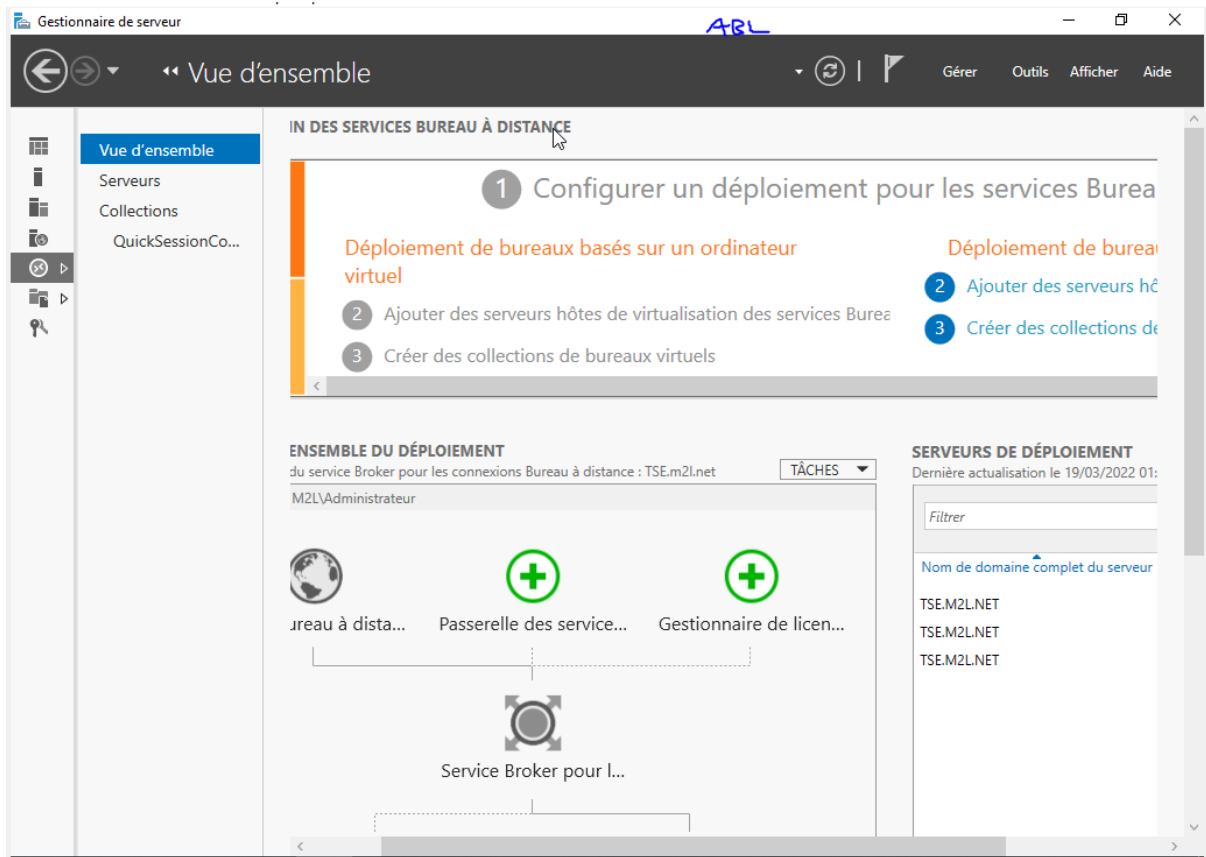 Gestionnaire de serveur
ABL
Vue d'ensemble
Gérer Outils Afficher Aide
Vue d'ensemble
Serveurs
Collections
QuickSessionCo...
IN DES SERVICES BUREAU À DISTANCE
1 Configurer un déploiement pour les services Burea
Déploiement de bureaux basés sur un ordinateur
virtuel
2 Ajouter des serveurs hôtes de virtualisation des services Burea
3 Créer des collections de bureaux virtuels
Déploiement de bureau
2 Ajouter des serveurs hô
3 Créer des collections de
ENSEMBLE DU DÉPLOIEMENT
du service Broker pour les connexions Bureau à distance : TSE.m2l.net
TÂCHES
M2L\Administrateur
ureau à dista...
Passerelle des service...
Gestionnaire de licen...
Service Broker pour l...
SERVEURS DE DÉPLOIEMENT
Dernière actualisation le 19/03/2022 01:
Filtrer
Nom de domaine complet du serveur
TSE.M2L.NET
TSE.M2L.NET
TSE.M2L.NET